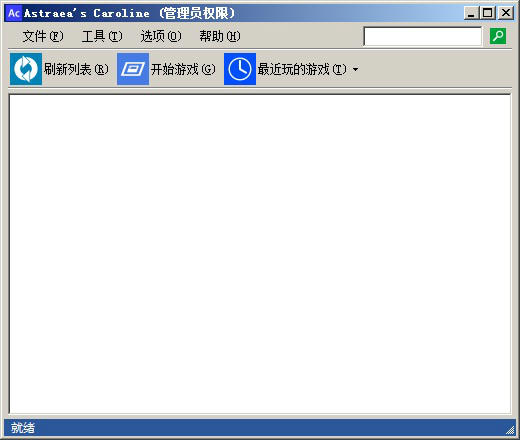 Ac Astraea's Caroline (管理员权限)
文件(F) 工具(T) 选项(O) 帮助(H)
刷新列表(R) 开始游戏(G) 最近玩的游戏(T)
就绪